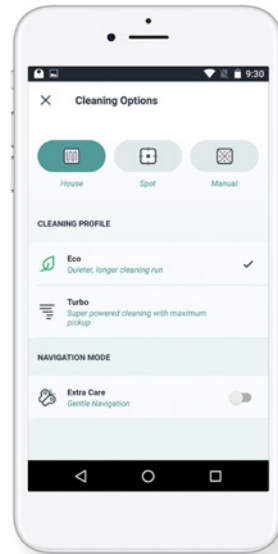 9:30
Cleaning Options
House
Spot
Manual
CLEANING PROFILE
Eco
Quieter, longer cleaning run
Turbo
Super powered cleaning with maximum
pickup
NAVIGATION MODE
Extra Care
Gentle Navigation